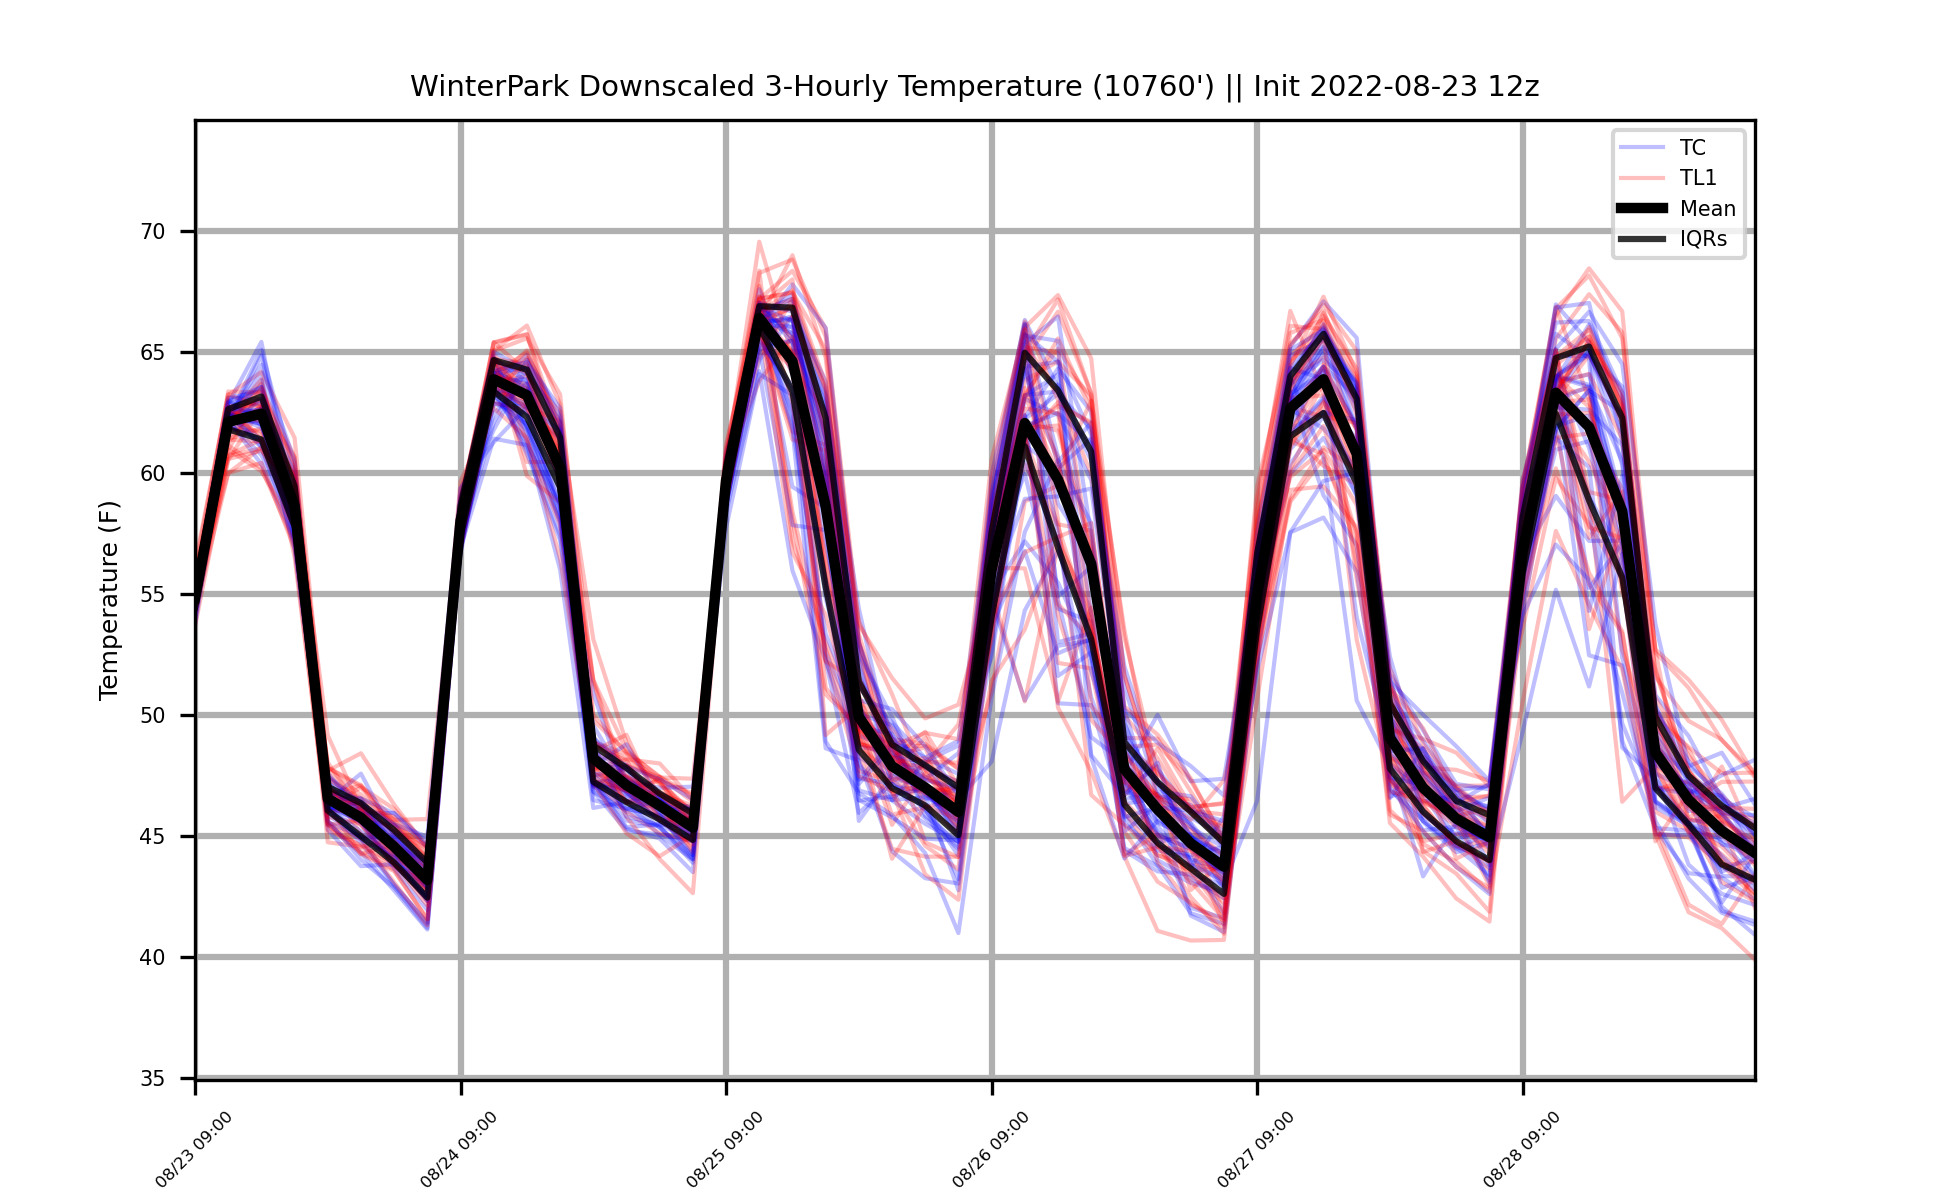 WinterPark Downscaled 3-Hourly Temperature (10760') || Init 2022-08-23 12z
TC
TL1
Mean
IQRs
Temperature (F)
70
65
60
55
50
45
40
35
08/23 09:00
08/24 09:00
08/25 09:00
08/26 09:00
08/27 09:00
08/28 09:00